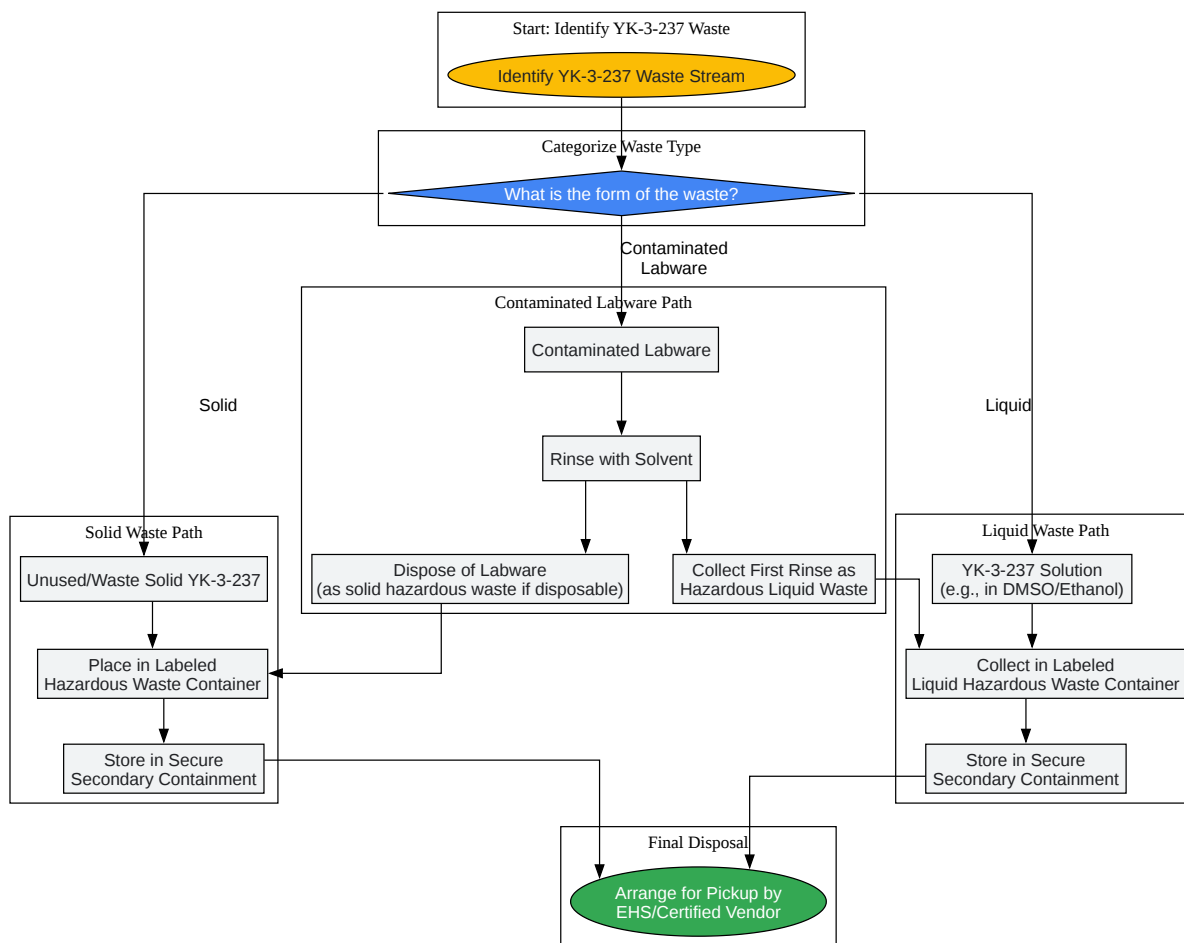 Start: Identify YK-3-237 Waste
Identify YK-3-237 Waste Stream
Categorize Waste Type
What is the form of the waste?
Contaminated
Labware
Contaminated Labware Path
Contaminated Labware
Solid
Liquid
Rinse with Solvent
Solid Waste Path
Unused/Waste Solid YK-3-237
Dispose of Labware
(as solid hazardous waste if disposable)
Collect First Rinse as
Hazardous Liquid Waste
Liquid Waste Path
YK-3-237 Solution
(e.g., in DMSO/Ethanol)
Place in Labeled
Hazardous Waste Container
Collect in Labeled
Liquid Hazardous Waste Container
Store in Secure
Secondary Containment
Store in Secure
Secondary Containment
Final Disposal
Arrange for Pickup by
EHS/Certified Vendor